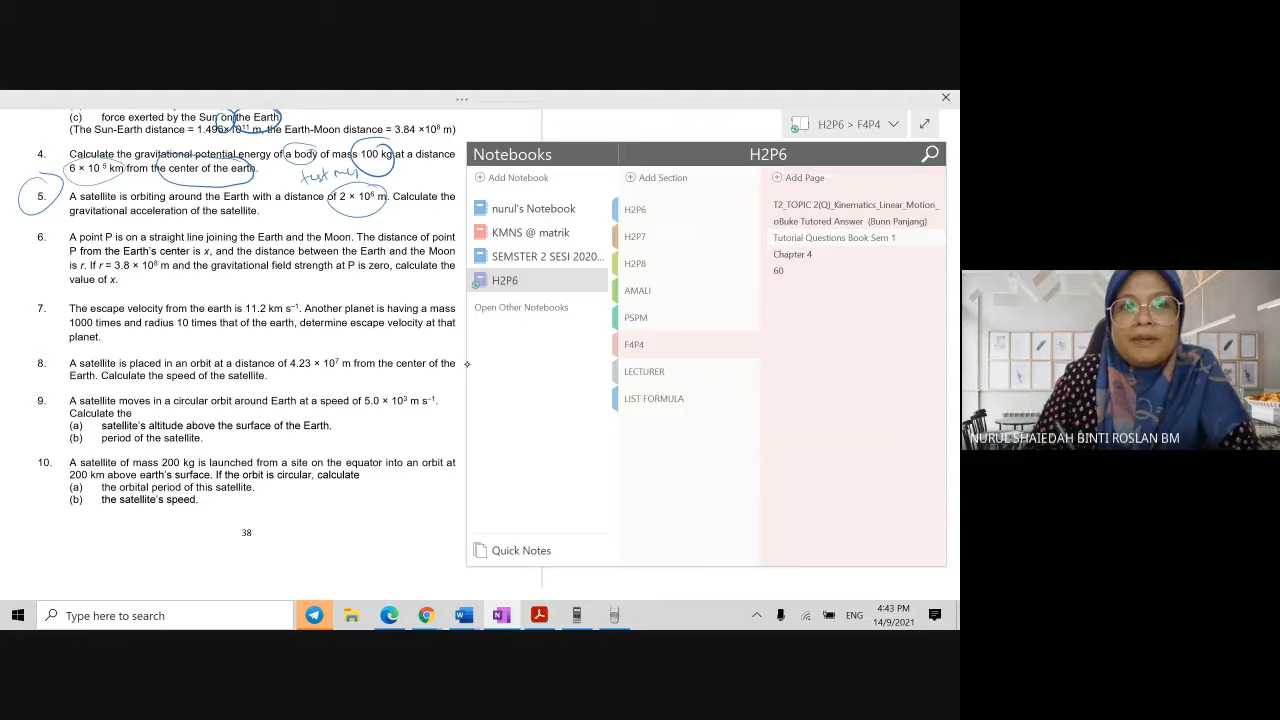 (c) force exerted by the Sun on the Earth
(The Sun-Earth distance = 1.496× 10¹¹ m, the Earth-Moon distance = 3.84 ×10⁸ m)
4. Calculate the gravitational potential energy of a body of mass 100 kg at a distance
6 × 10 ⁵ km from the center of the earth.
test
5. A satellite is orbiting around the Earth with a distance of 2 × 10⁶ m. Calculate the
gravitational acceleration of the satellite.
6. A point P is on a straight line joining the Earth and the Moon. The distance of point
P from the Earth's center is x, and the distance between the Earth and the Moon
is r. If r = 3.8 × 10⁸ m and the gravitational field strength at P is zero, calculate the
value of x.
7. The escape velocity from the earth is 11.2 km s⁻¹. Another planet is having a mass
1000 times and radius 10 times that of the earth, determine escape velocity at that
planet.
8. A satellite is placed in an orbit at a distance of 4.23 × 10⁷ m from the center of the
Earth. Calculate the speed of the satellite.
9. A satellite moves in a circular orbit around Earth at a speed of 5.0 × 10³ m s⁻¹.
Calculate the
(a) satellite's altitude above the surface of the Earth.
(b) period of the satellite.
10. A satellite of mass 200 kg is launched from a site on the equator into an orbit at
200 km above earth's surface. If the orbit is circular, calculate
(a) the orbital period of this satellite.
(b) the satellite's speed.
38
H2P6 > F4P4
Notebooks
H2P6
Add Notebook
Add Section
Add Page
nurul's Notebook
KMNS @ matrik
SEMSTER 2 SESI 2020...
H2P6
Open Other Notebooks
Quick Notes
H2P6
H2P7
H2P8
AMALI
PSPM
F4P4
LECTURER
LIST FORMULA
T2_TOPIC 2(Q)_Kinematics_Linear_Motion_
oBuke Tutored Answer (Bunn Panjang)
Tutorial Questions Book Sem 1
Chapter 4
60
NURUL SHAIEDAH BINTI ROSLAN BM
Type here to search
ENG
4:43 PM
14/9/2021